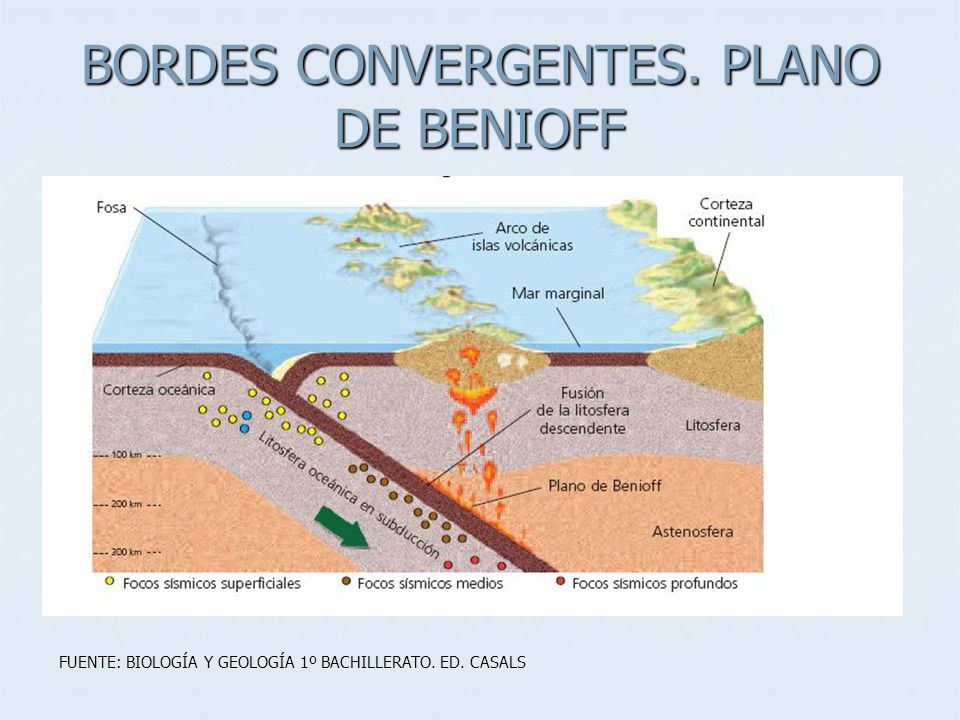 BORDES CONVERGENTES. PLANO
DE BENIOFF
Fosa
Arco de
islas volcánicas
Corteza
continental
Mar marginal
Corteza oceánica
Fusión
de la litosfera
descendente
Litosfera
Litosfera oceánica en subducción
100 km
Plano de Benioff
200 km
Astenosfera
300 km
Focos sísmicos superficiales
Focos sísmicos medios
Focos sísmicos profundos
FUENTE: BIOLOGÍA Y GEOLOGÍA 1º BACHILLERATO. ED. CASALS